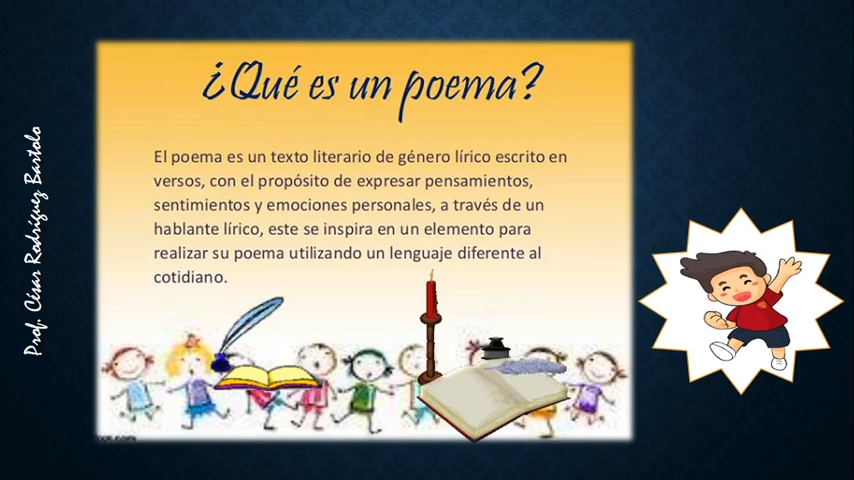 ¿Qué es un poema?
El poema es un texto literario de género lírico escrito en
versos, con el propósito de expresar pensamientos,
sentimientos y emociones personales, a través de un
hablante lírico, este se inspira en un elemento para
realizar su poema utilizando un lenguaje diferente al
cotidiano.
Prof. César Rodríguez Bartolo